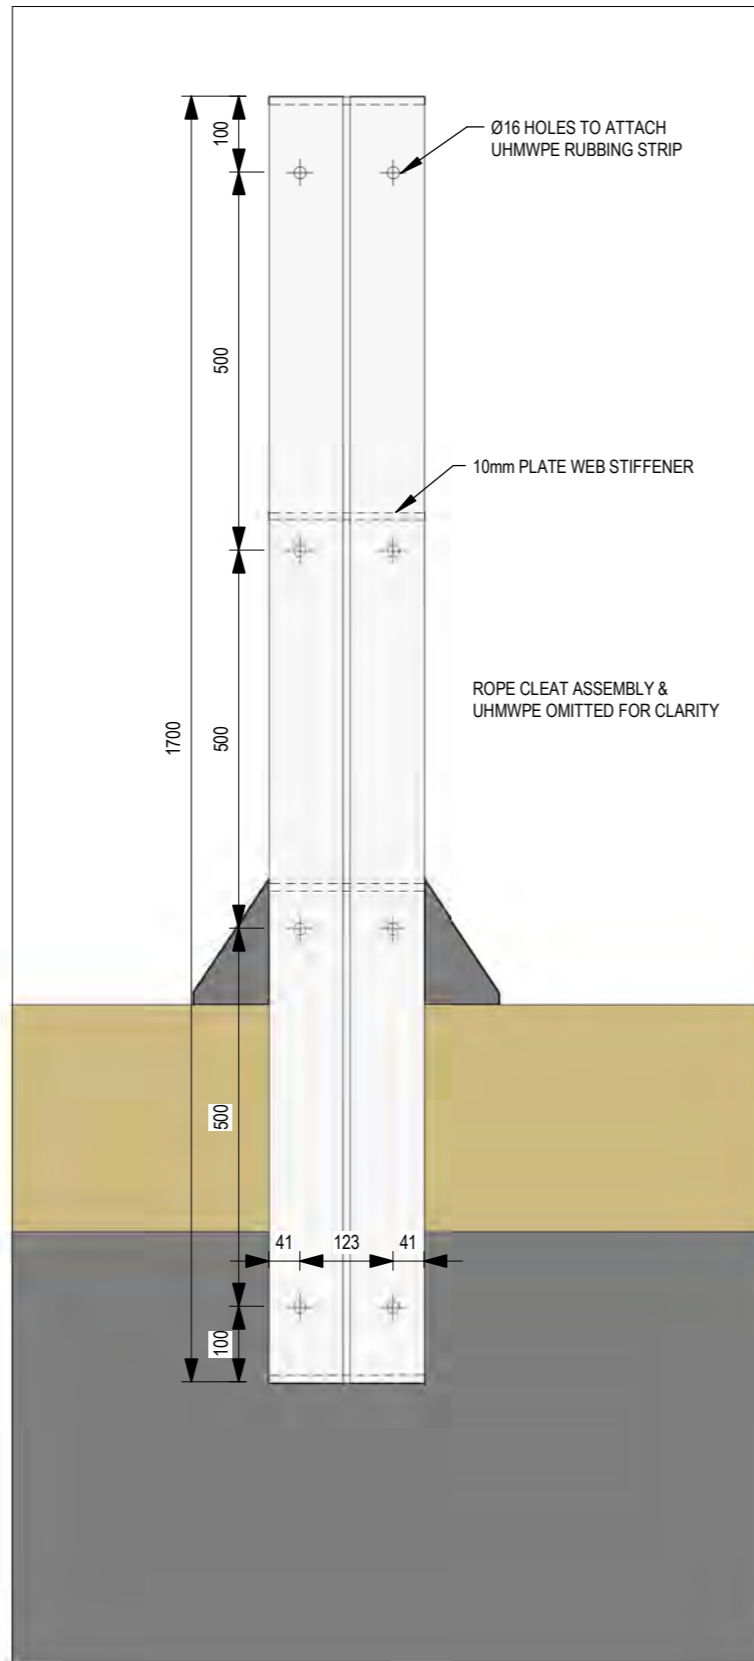 100
Ø16 HOLES TO ATTACH
UHMWPE RUBBING STRIP
500
10mm PLATE WEB STIFFENER
ROPE CLEAT ASSEMBLY &
UHMWPE OMITTED FOR CLARITY
1700
500
500
41
123
41
100